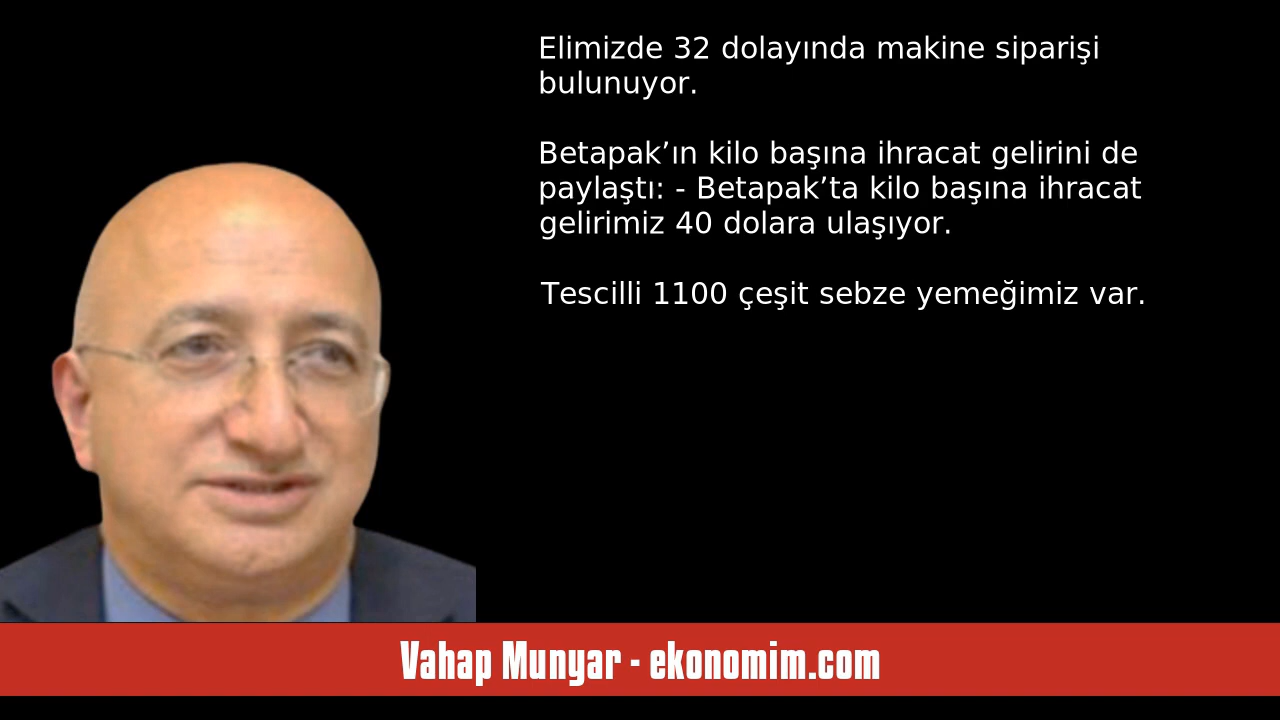 Elimizde 32 dolayında makine siparişi
bulunuyor.
Betapak’ın kilo başına ihracat gelirini de
paylaştı: - Betapak’ta kilo başına ihracat
gelirimiz 40 dolara ulaşıyor.
Tescilli 1100 çeşit sebze yemeğimiz var.
Vahap Munyar - ekonomim.com